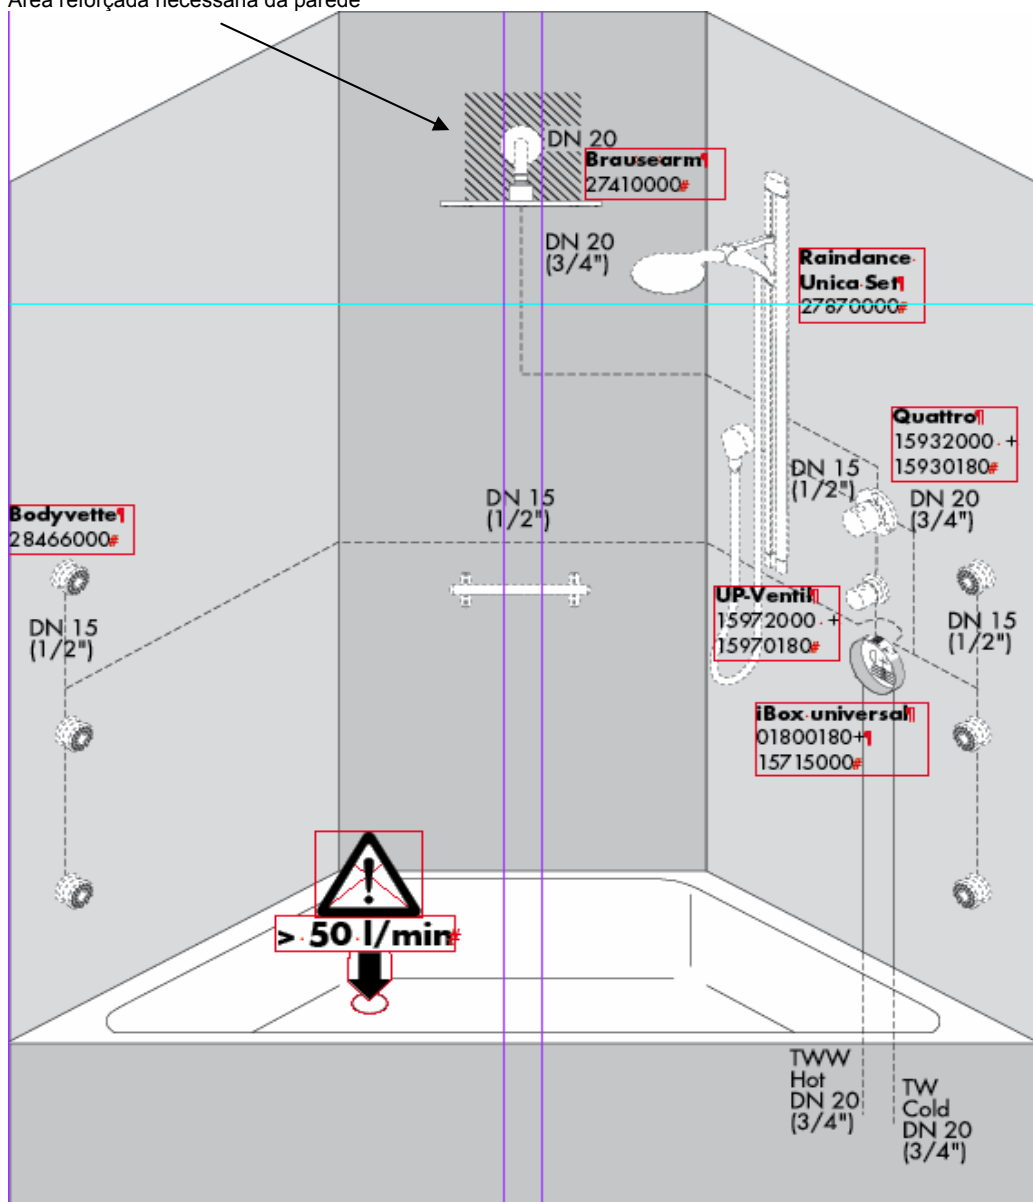 Área reforçada necessária da parede
DN 20
Brausearm¶
27410000#
DN 20
(3/4")
Raindance·
Unica·Set¶
27870000#
Quattro¶
15932000·+
15930180#
DN 15
(1/2")
DN 20
(3/4")
DN 15
(1/2")
Bodyvette¶
28466000#
UP-Ventil¶
15972000·+
15970180#
DN 15
(1/2")
DN 15
(1/2")
iBox·universal¶
01800180+¶
15715000#
>·50·l/min#
TWW
Hot
DN 20
(3/4")
TW
Cold
DN 20
(3/4")